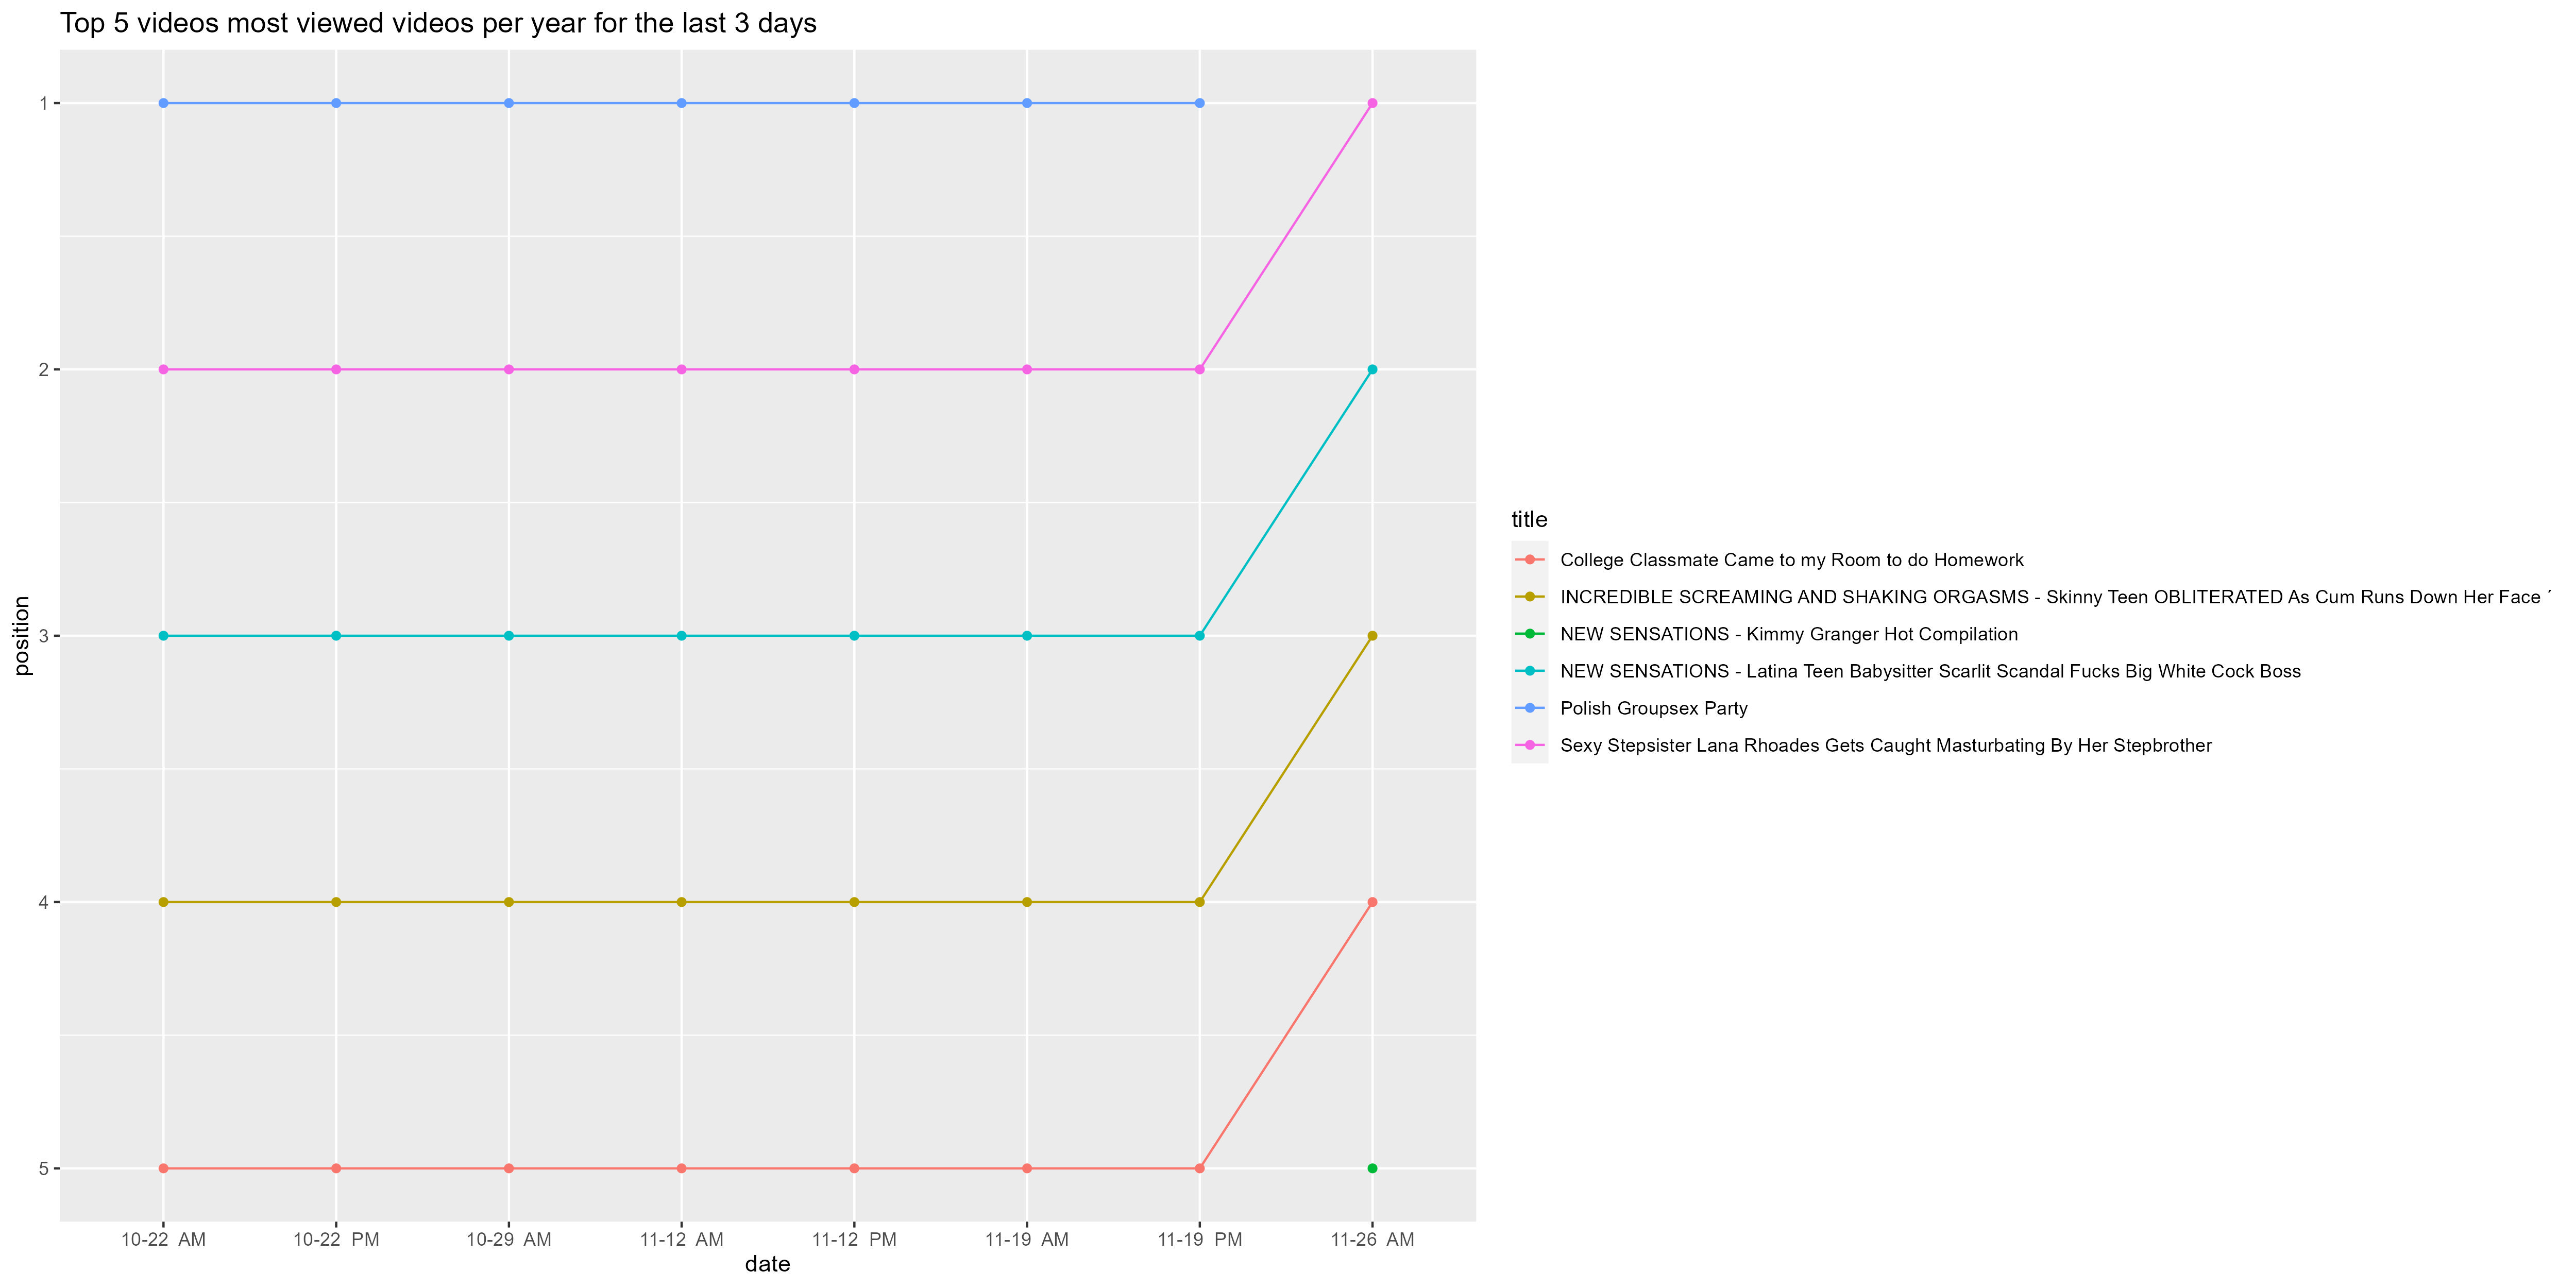 Top 5 videos most viewed videos per year for the last 3 days
position
1
2
3
4
5
10-22 AM
10-22 PM
10-29 AM
11-12 AM
11-12 PM
11-19 AM
11-19 PM
11-26 AM
date
title
College Classmate Came to my Room to do Homework
INCREDIBLE SCREAMING AND SHAKING ORGASMS - Skinny Teen OBLITERATED As Cum Runs Down Her Face
NEW SENSATIONS - Kimmy Granger Hot Compilation
NEW SENSATIONS - Latina Teen Babysitter Scarlit Scandal Fucks Big White Cock Boss
Polish Groupsex Party
Sexy Stepsister Lana Rhoades Gets Caught Masturbating By Her Stepbrother